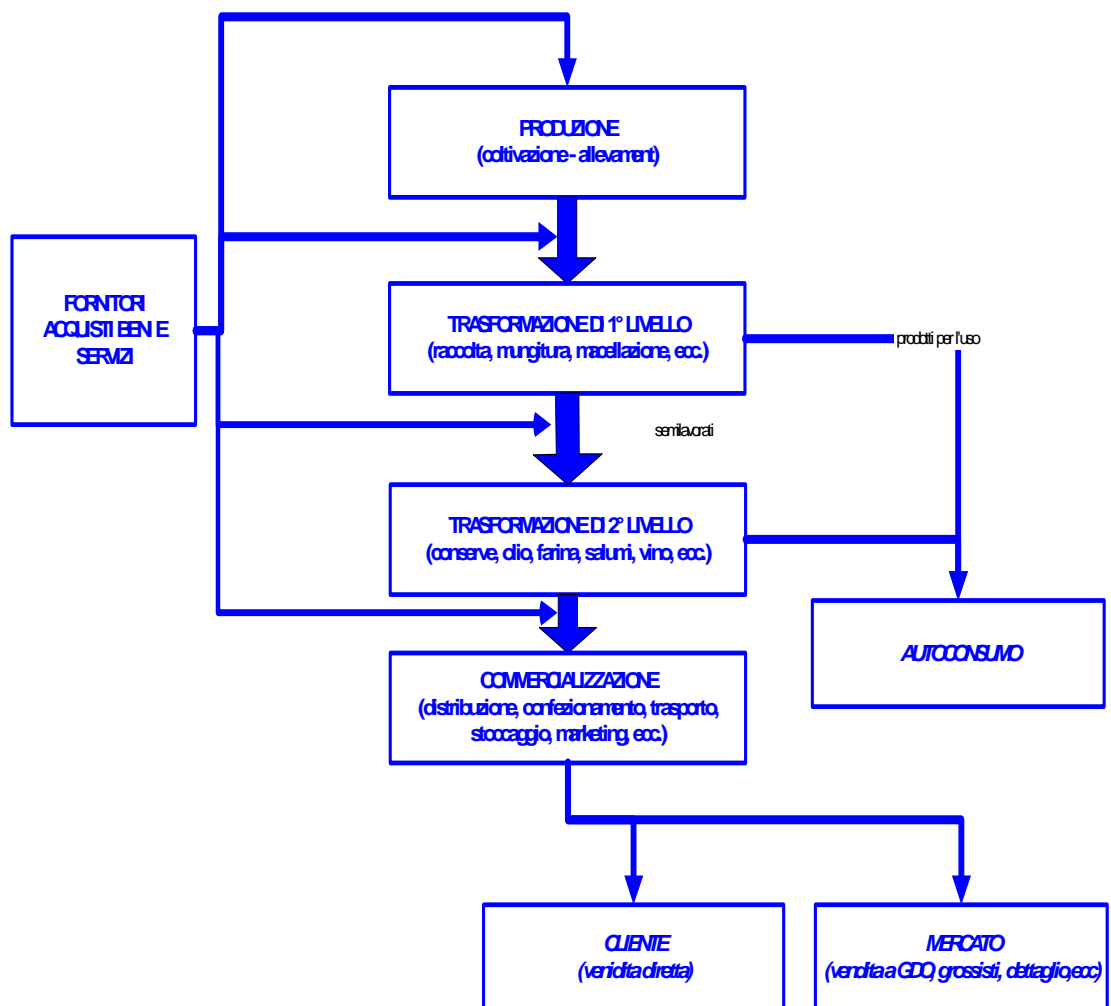 PRODUZIONE
(coltivazione - allevament)
FORNITORI
ACQUISTI BENI E
SERVIZI
TRASFORMAZIONE DI 1° LIVELLO
(raccolta, mungitura, macellazione, ecc.)
prodotti per l'uso
semilavorati
TRASFORMAZIONE DI 2° LIVELLO
(conserve, olio, farina, salumi, vino, ecc.)
AUTOCONSUMO
COMMERCIALIZZAZIONE
(distribuzione, confezionamento, trasporto,
stoccaggio, marketing, ecc.)
CLIENTE
(venidita diretta)
MERCATO
(vendita a GDO, grossisti, dettaglio,ecc)